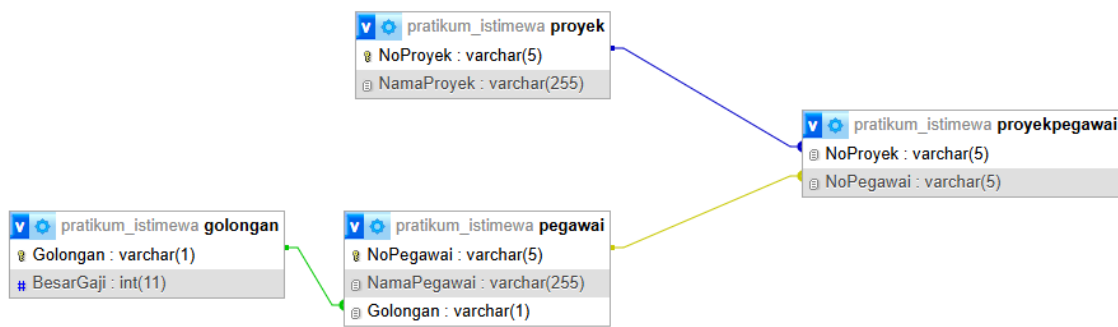 pratikum_istimewa proyek
NoProyek : varchar(5)
NamaProyek : varchar(255)
pratikum_istimewa proyekpegawai
NoProyek : varchar(5)
NoPegawai : varchar(5)
pratikum_istimewa golongan
Golongan : varchar(1)
# BesarGaji : int(11)
pratikum_istimewa pegawai
NoPegawai : varchar(5)
NamaPegawai : varchar(255)
Golongan : varchar(1)